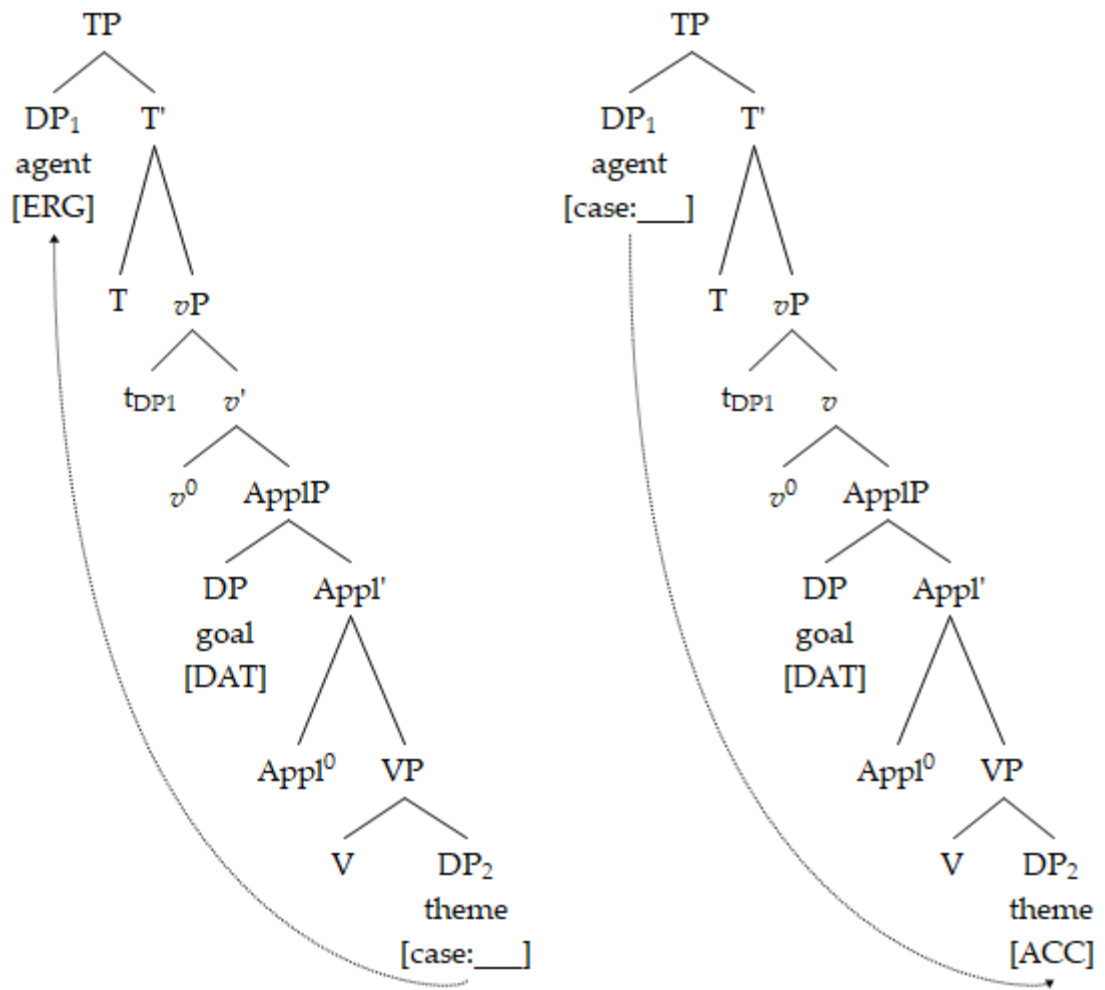 TP
DP₁ T'
agent
[ERG]
T vP
tDP1 v'
v⁰ ApplP
DP Appl'
goal
[DAT]
Appl⁰ VP
V DP₂
theme
[case:___]
TP
DP₁ T'
agent
[case:___]
T vP
tDP1 v
v⁰ ApplP
DP Appl'
goal
[DAT]
Appl⁰ VP
V DP₂
theme
[ACC]